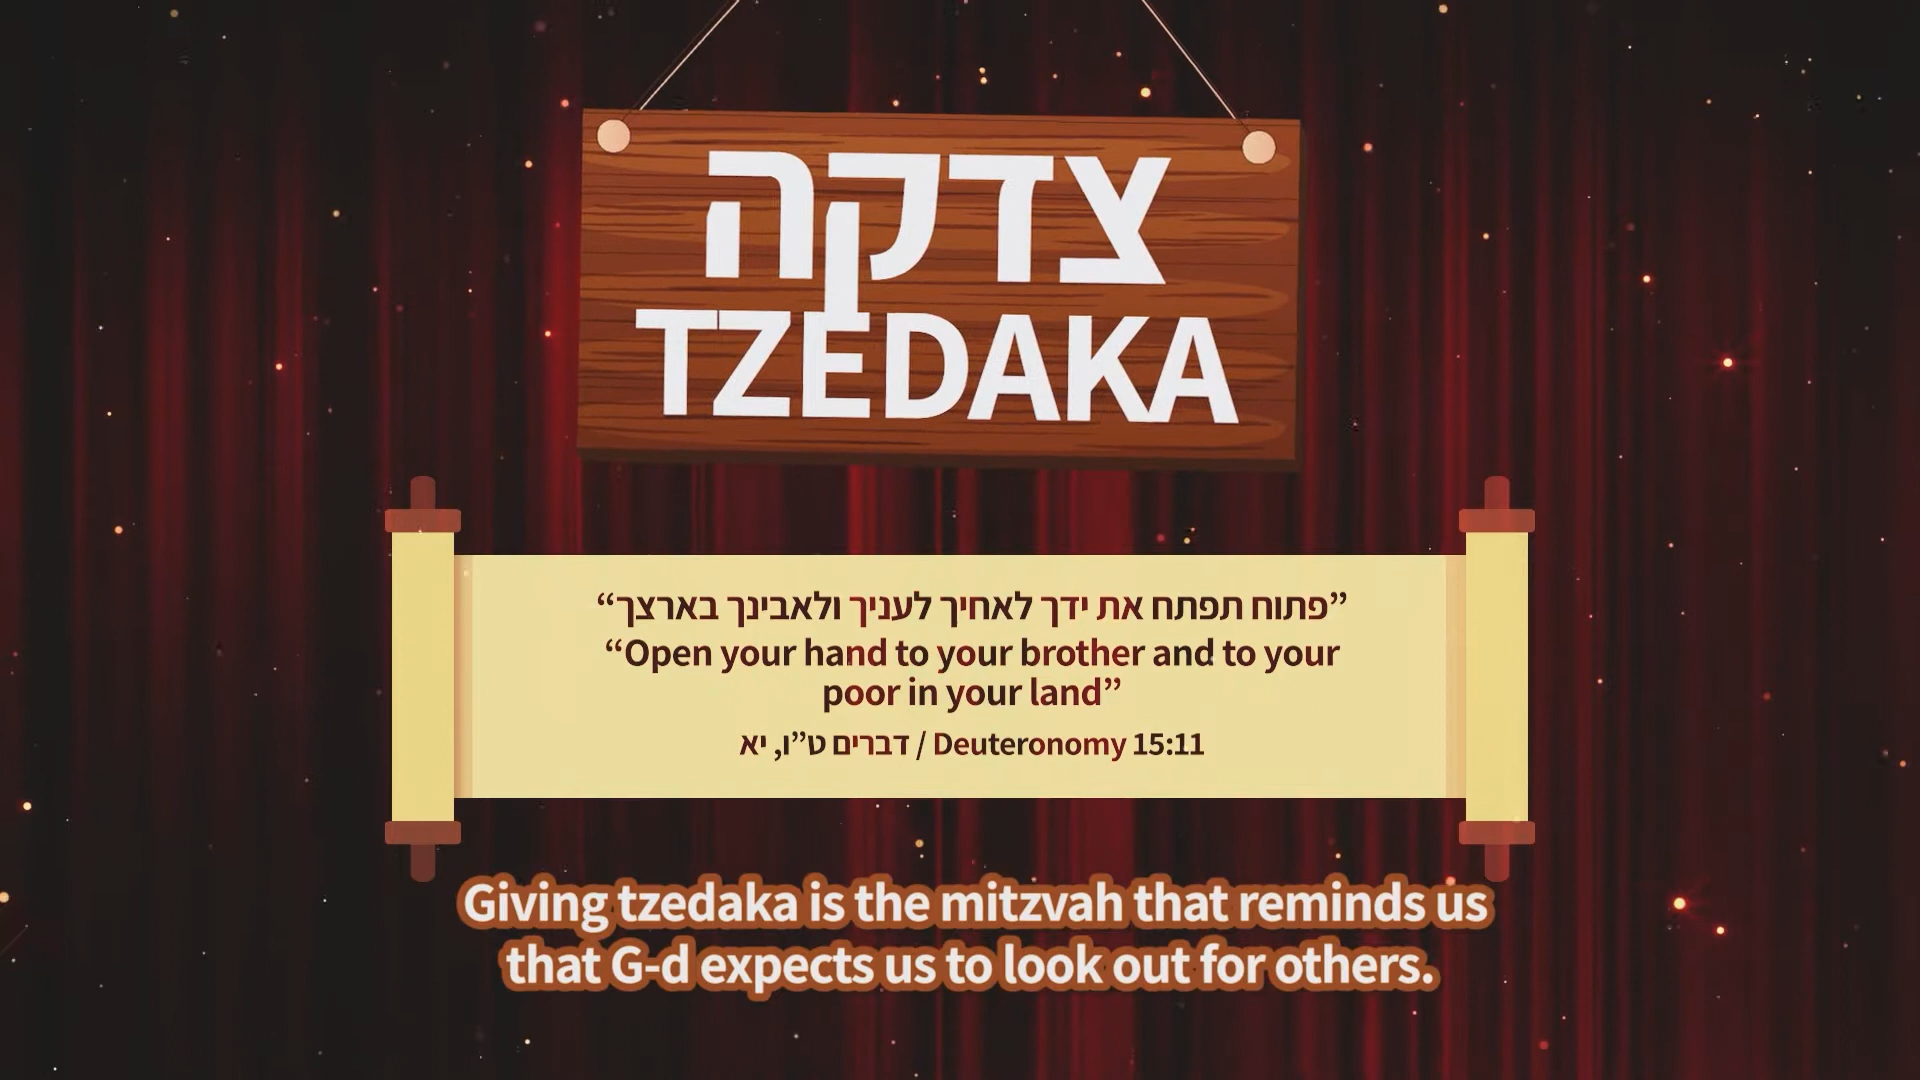 צדקה
TZEDAKA
”פתוח תפתח את ידך לאחיך לעניך ולאבינך בארצך“
“Open your hand to your brother and to your
poor in your land”
דברים ט”ו, יא / Deuteronomy 15:11
Giving tzedaka is the mitzvah that reminds us
that G-d expects us to look out for others.